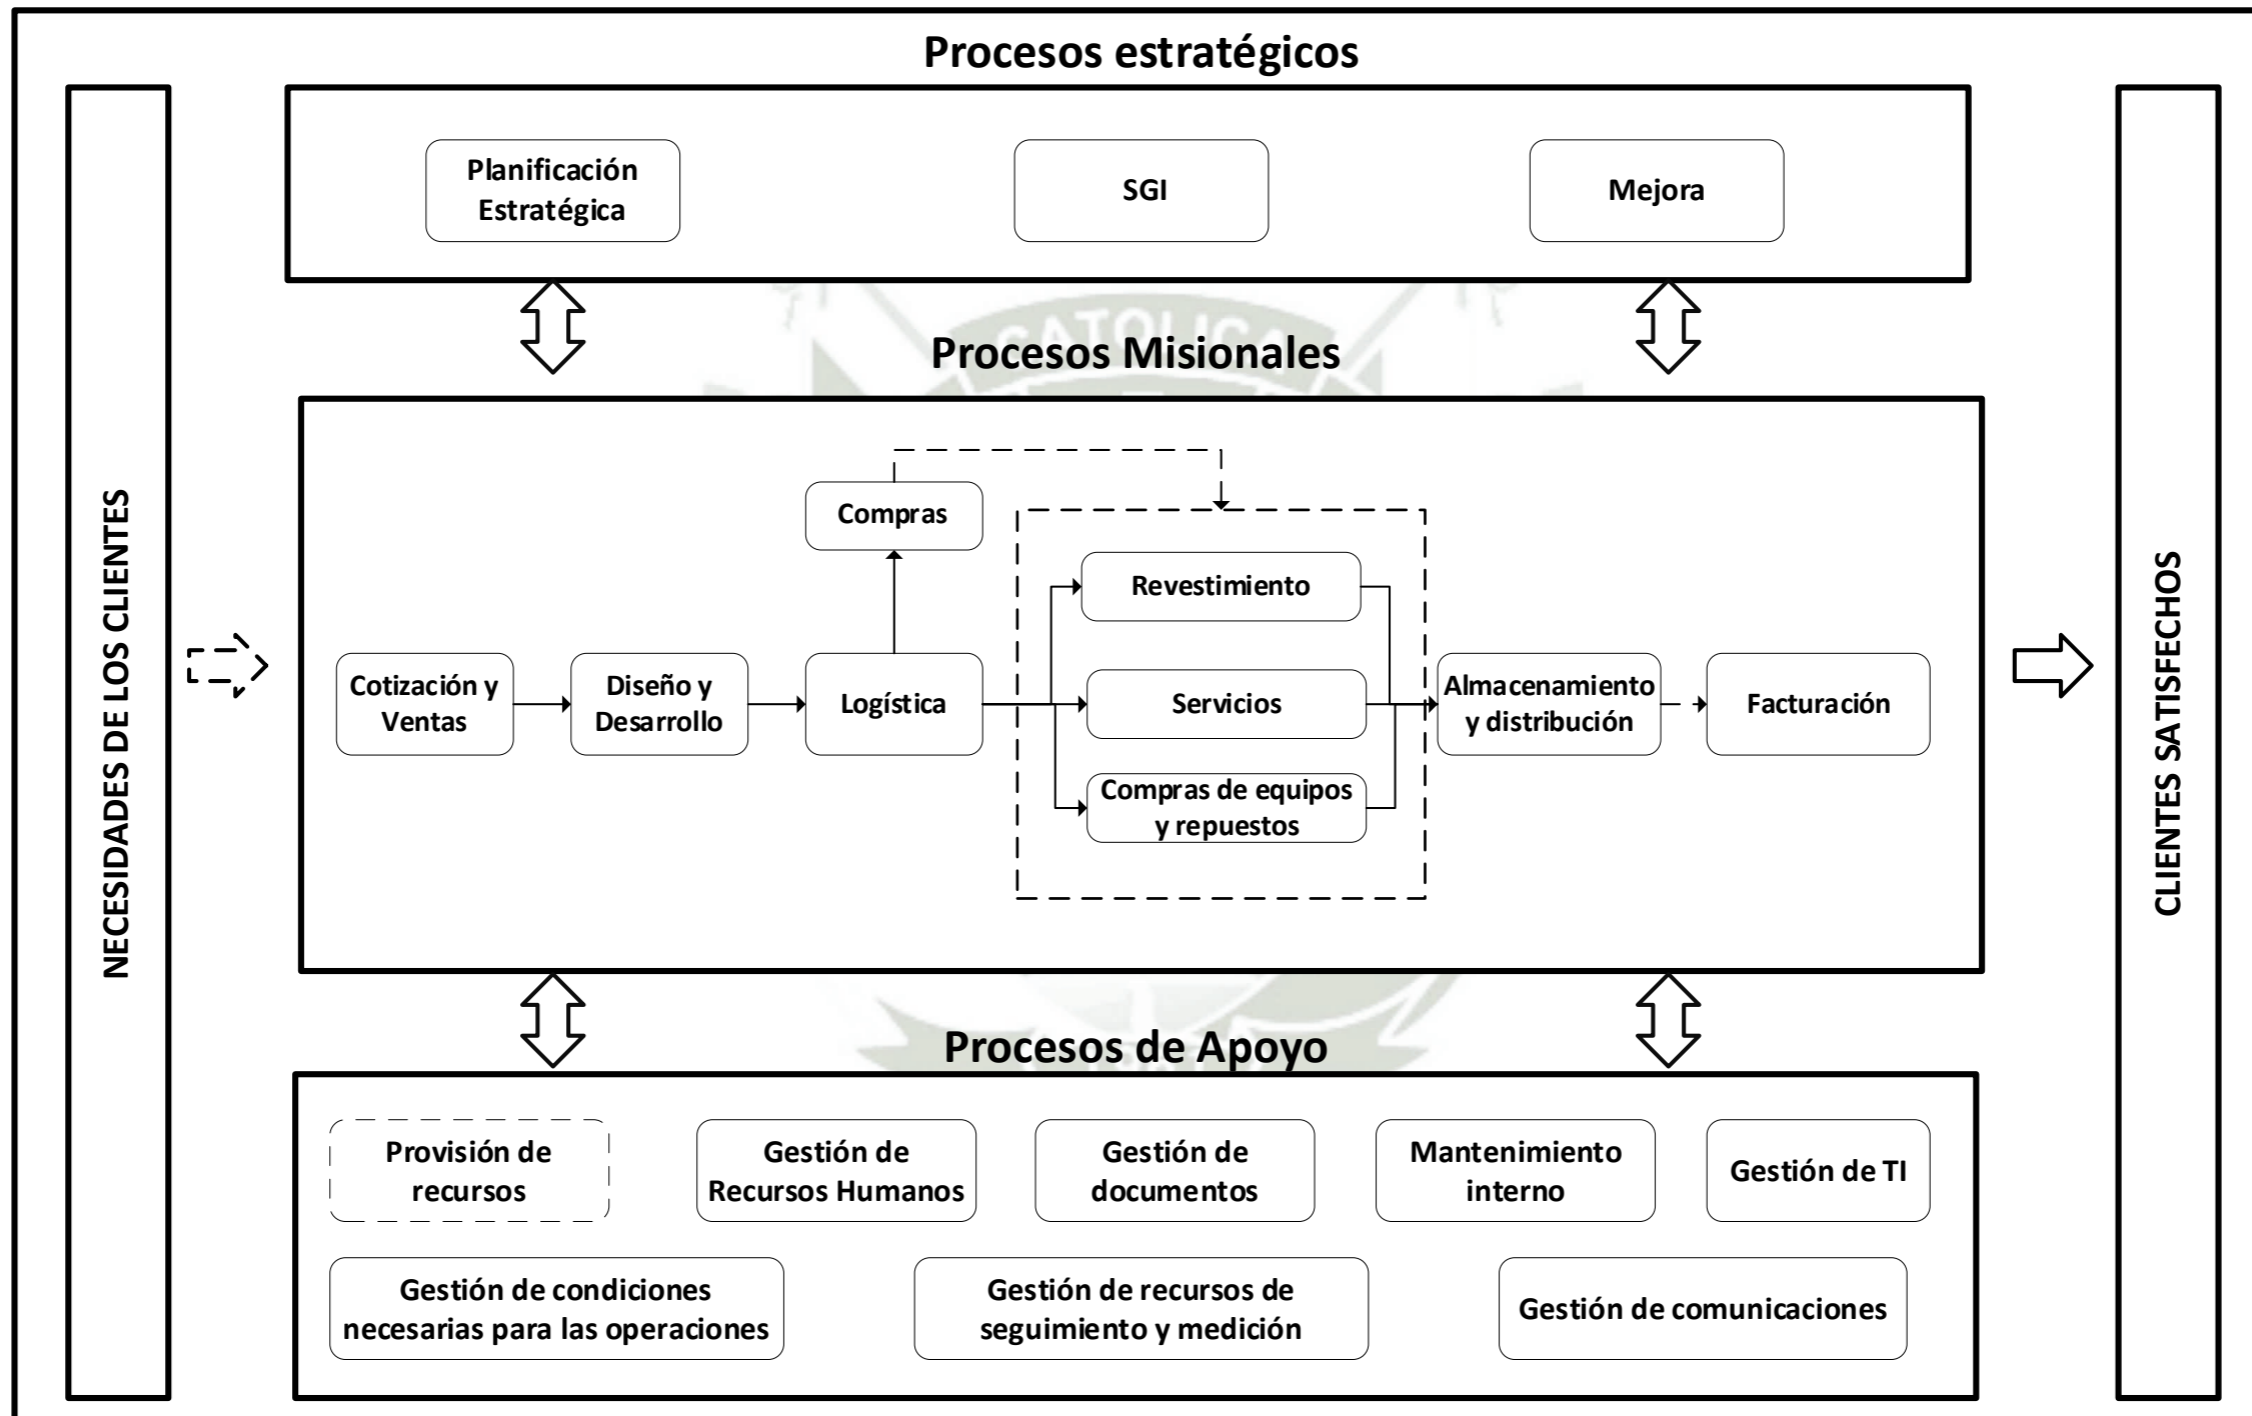 Procesos estratégicos
NECESIDADES DE LOS CLIENTES
Planificación
Estratégica
SGI
Mejora
CATOLICA
Procesos Misionales
Compras
Revestimiento
Cotización y
Ventas
Diseño y
Desarrollo
Logística
Servicios
Almacenamiento
y distribución
Facturación
Compras de equipos
y repuestos
CLIENTES SATISFECHOS
Procesos de Apoyo
Provisión de
recursos
Gestión de
Recursos Humanos
Gestión de
documentos
Mantenimiento
interno
Gestión de TI
Gestión de condiciones
necesarias para las operaciones
Gestión de recursos de
seguimiento y medición
Gestión de comunicaciones